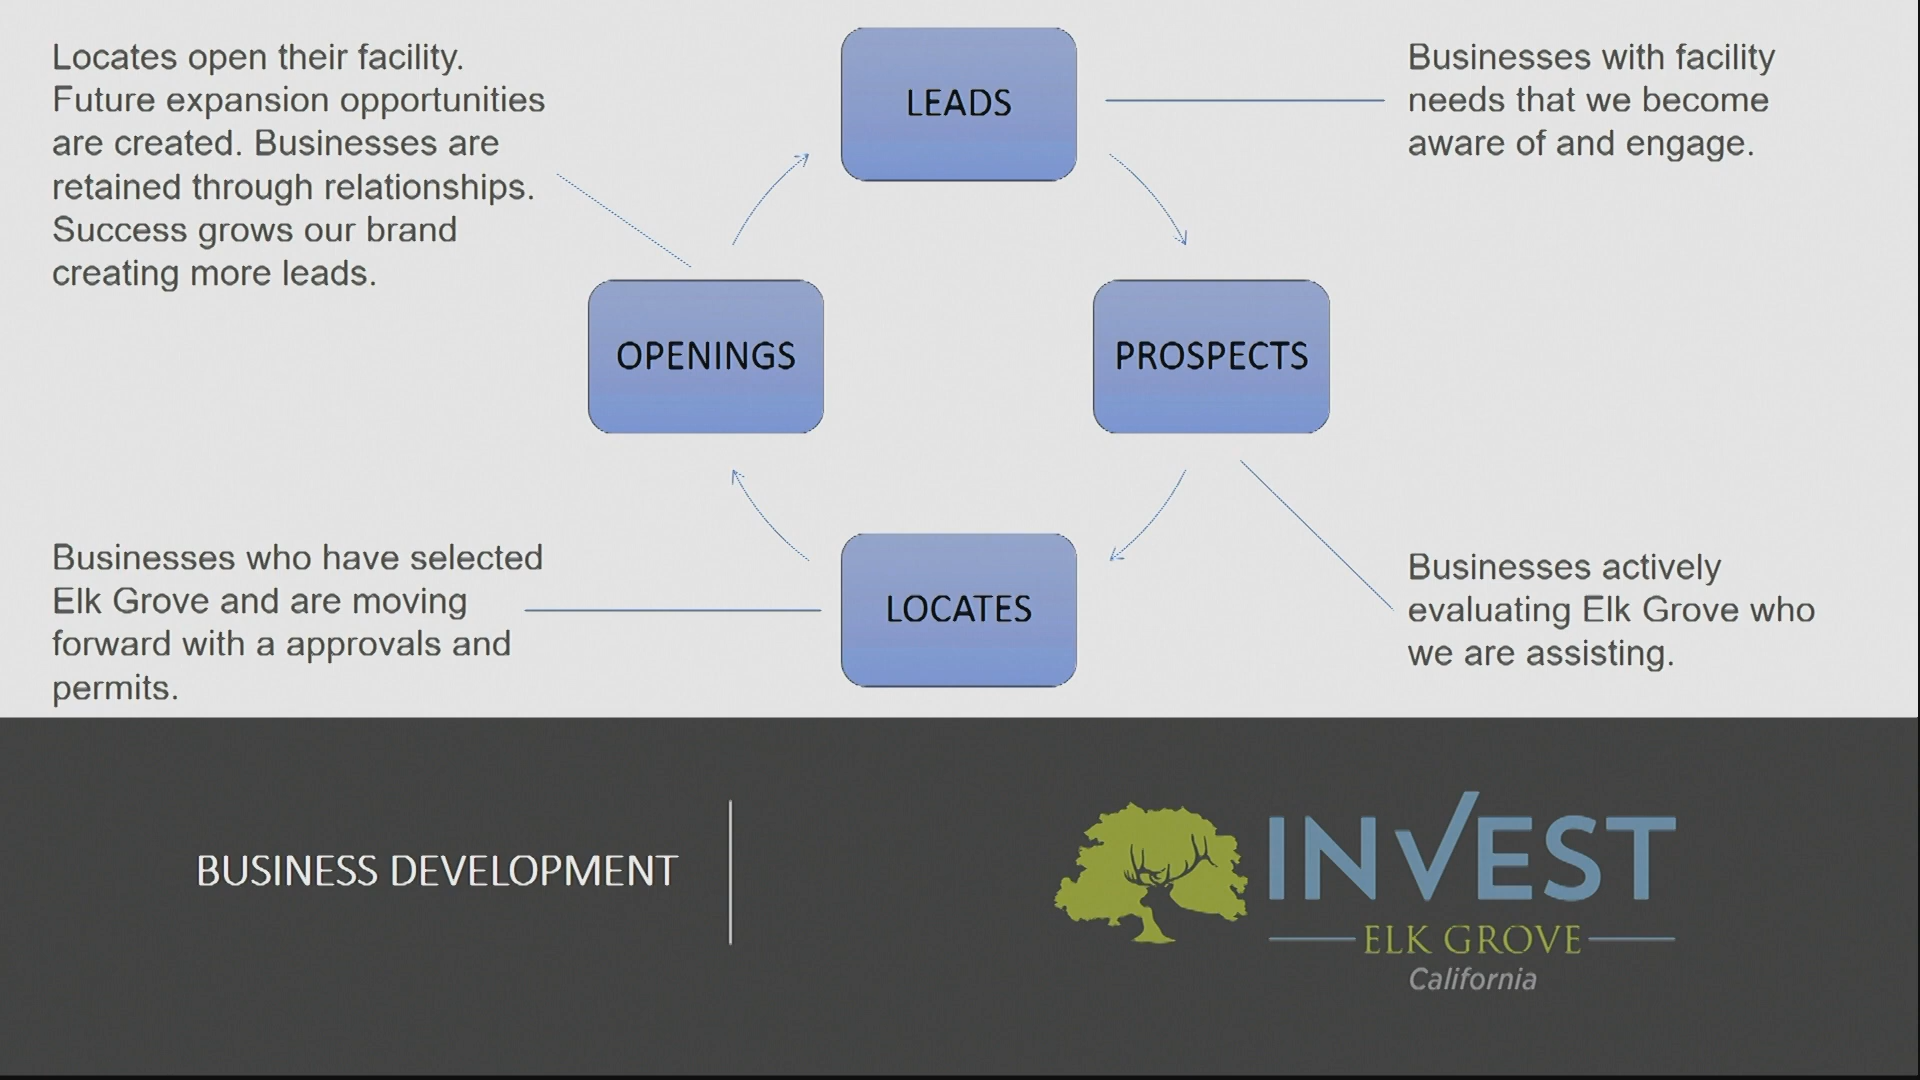 Locates open their facility.
Future expansion opportunities
are created. Businesses are
retained through relationships.
Success grows our brand
creating more leads.
LEADS
Businesses with facility
needs that we become
aware of and engage.
OPENINGS
PROSPECTS
Businesses who have selected
Elk Grove and are moving
forward with a approvals and
permits.
LOCATES
Businesses actively
evaluating Elk Grove who
we are assisting.
BUSINESS DEVELOPMENT
INVEST
ELK GROVE
California